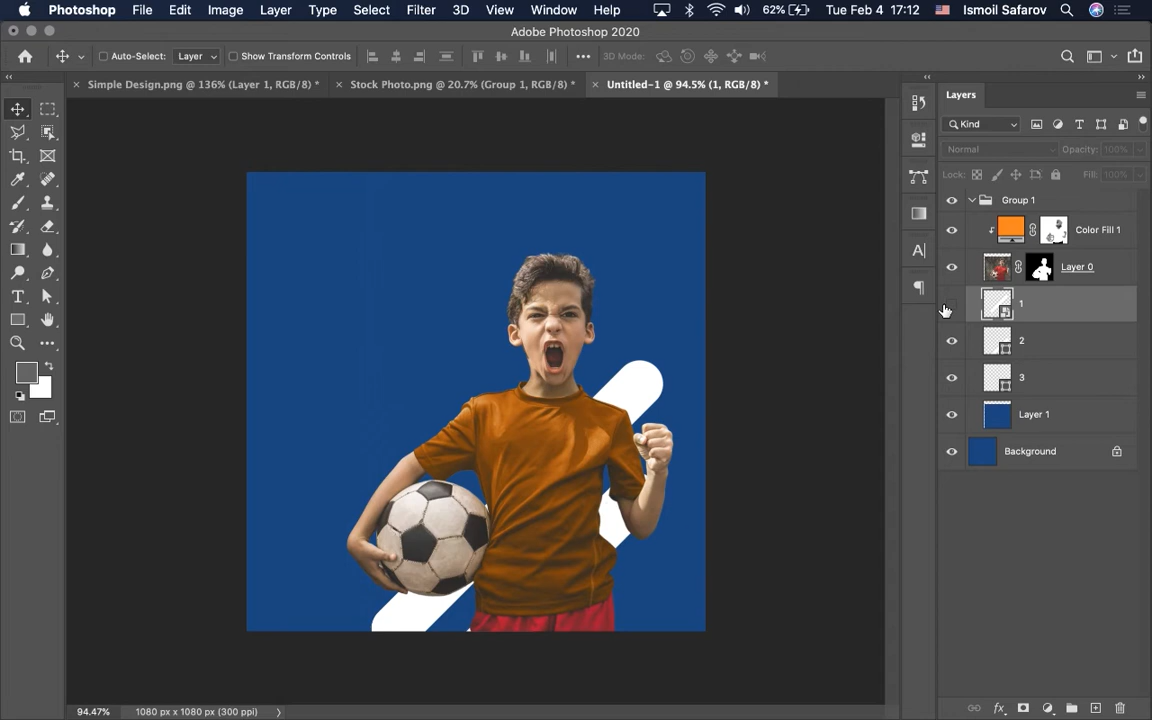 Photoshop File Edit Image Layer Type Select Filter 3D View Window Help 62% Tue Feb 4 17:12 Ismoil Safarov
Adobe Photoshop 2020
Auto-Select: Layer Show Transform Controls 3D Mode:
Simple Design.png @ 136% (Layer 1, RGB/8) * Stock Photo.png @ 20.7% (Group 1, RGB/8) * Untitled-1 @ 94.5% (1, RGB/8) *
Layers
Kind
Normal Opacity: 100%
Lock: Fill: 100%
Group 1
Color Fill 1
Layer 0
1
2
3
Layer 1
Background
94.47% 1080 px x 1080 px (300 ppi)